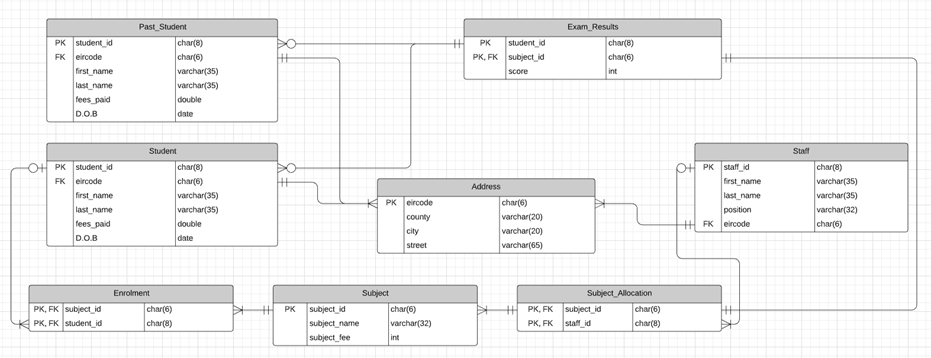 Past_Student
PK student_id char(8)
FK eircode char(6)
first_name varchar(35)
last_name varchar(35)
fees_paid double
D.O.B date
Exam_Results
PK student_id char(8)
PK, FK subject_id char(6)
score int
Student
PK student_id char(8)
FK eircode char(6)
first_name varchar(35)
last_name varchar(35)
fees_paid double
D.O.B date
Staff
PK staff_id char(8)
first_name varchar(35)
last_name varchar(35)
position varchar(32)
FK eircode char(6)
Address
PK eircode char(6)
county varchar(20)
city varchar(20)
street varchar(65)
Enrolment
PK, FK subject_id char(6)
PK, FK student_id char(8)
Subject
PK subject_id char(6)
subject_name varchar(32)
subject_fee int
Subject_Allocation
PK, FK subject_id char(6)
PK, FK staff_id char(8)